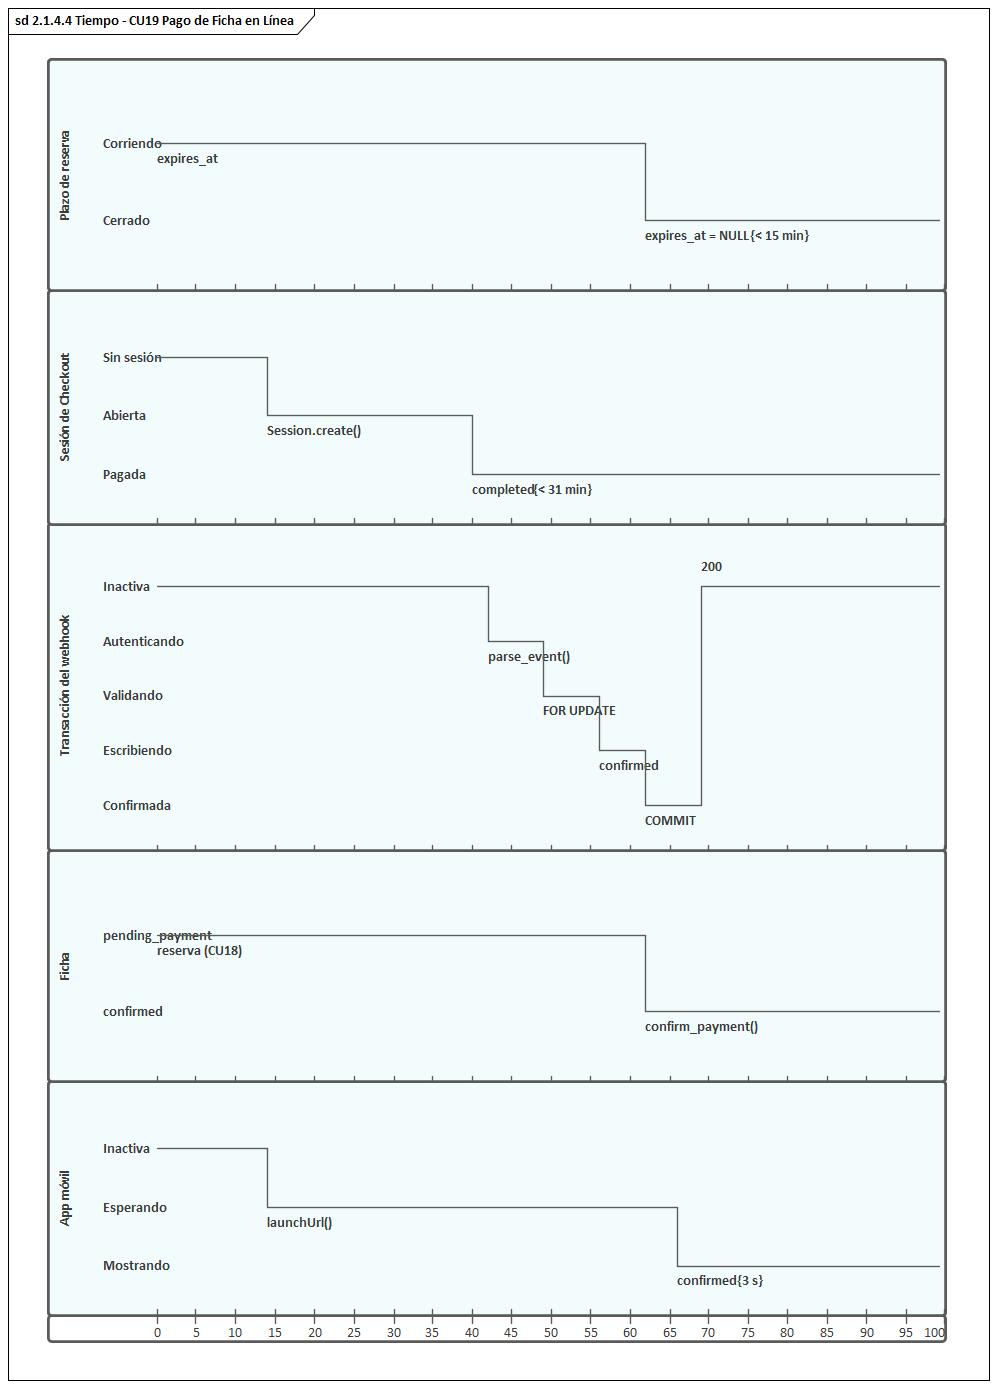 sd 2.1.4.4 Tiempo - CU19 Pago de Ficha en Línea
Plazo de reserva
Corriendo
expires_at
Cerrado
expires_at = NULL{< 15 min}
Sesión de Checkout
Sin sesión
Abierta
Session.create()
Pagada
completed{< 31 min}
Transacción del webhook
200
Inactiva
Autenticando
parse_event()
Validando
FOR UPDATE
Escribiendo
confirmed
Confirmada
COMMIT
Ficha
pending_payment
reserva (CU18)
confirmed
confirm_payment()
App móvil
Inactiva
Esperando
launchUrl()
Mostrando
confirmed{3 s}
0 5 10 15 20 25 30 35 40 45 50 55 60 65 70 75 80 85 90 95 100